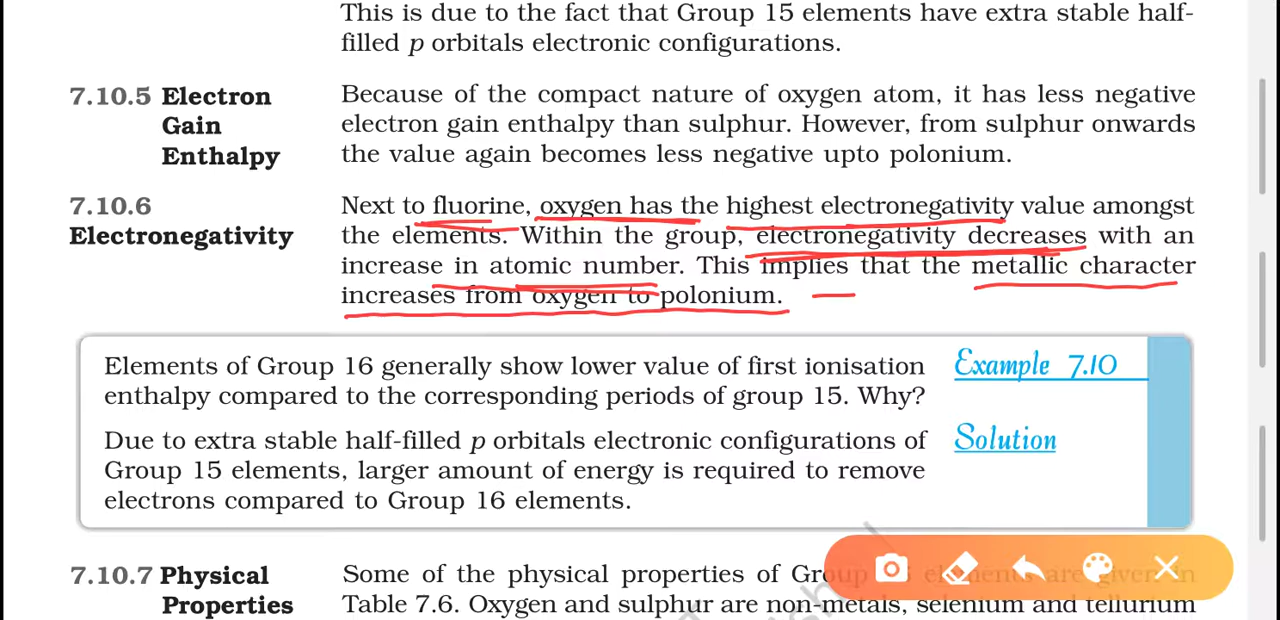 This is due to the fact that Group 15 elements have extra stable half-
filled p orbitals electronic configurations.
7.10.5 Electron
Gain
Enthalpy
Because of the compact nature of oxygen atom, it has less negative
electron gain enthalpy than sulphur. However, from sulphur onwards
the value again becomes less negative upto polonium.
7.10.6
Electronegativity
Next to fluorine, oxygen has the highest electronegativity value amongst
the elements. Within the group, electronegativity decreases with an
increase in atomic number. This implies that the metallic character
increases from oxygen to polonium.
Elements of Group 16 generally show lower value of first ionisation
enthalpy compared to the corresponding periods of group 15. Why?
Example 7.10
Due to extra stable half-filled p orbitals electronic configurations of
Group 15 elements, larger amount of energy is required to remove
electrons compared to Group 16 elements.
Solution
7.10.7 Physical
Properties
Some of the physical properties of Group elements are given in
Table 7.6. Oxygen and sulphur are non-metals, selenium and tellurium